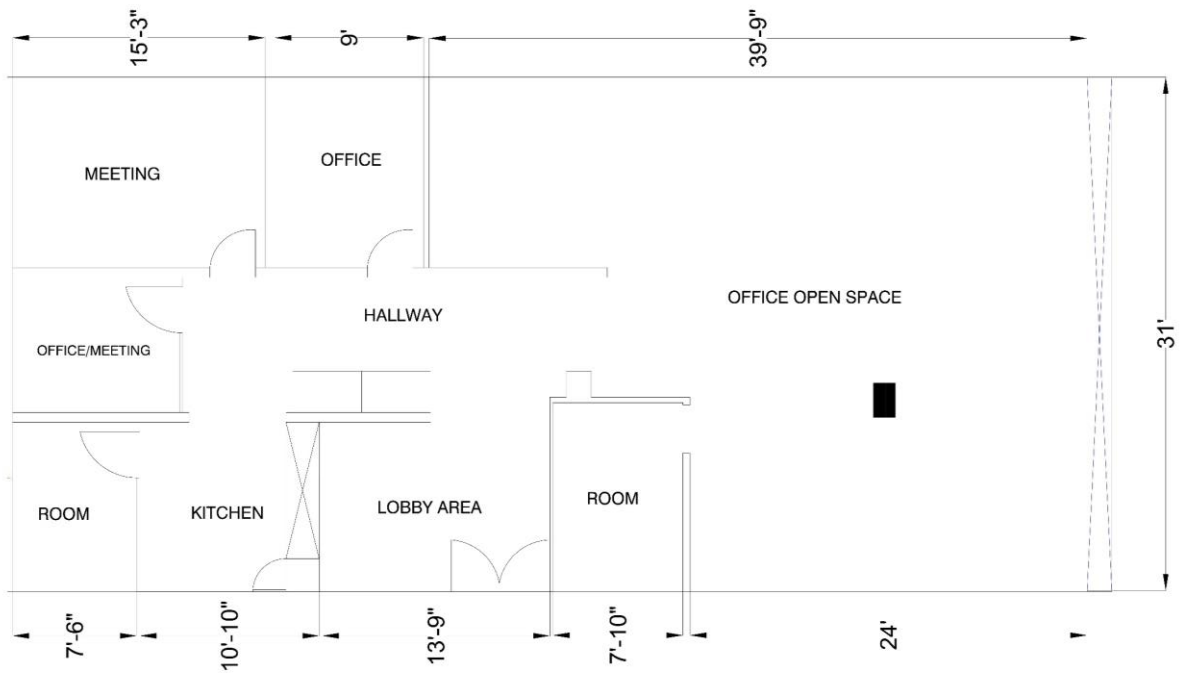 15'-3"
9'
39'-9"
MEETING
OFFICE
OFFICE OPEN SPACE
HALLWAY
31'
OFFICE/MEETING
ROOM
KITCHEN
LOBBY AREA
ROOM
7'-6"
10'-10"
13'-9"
7'-10"
24'